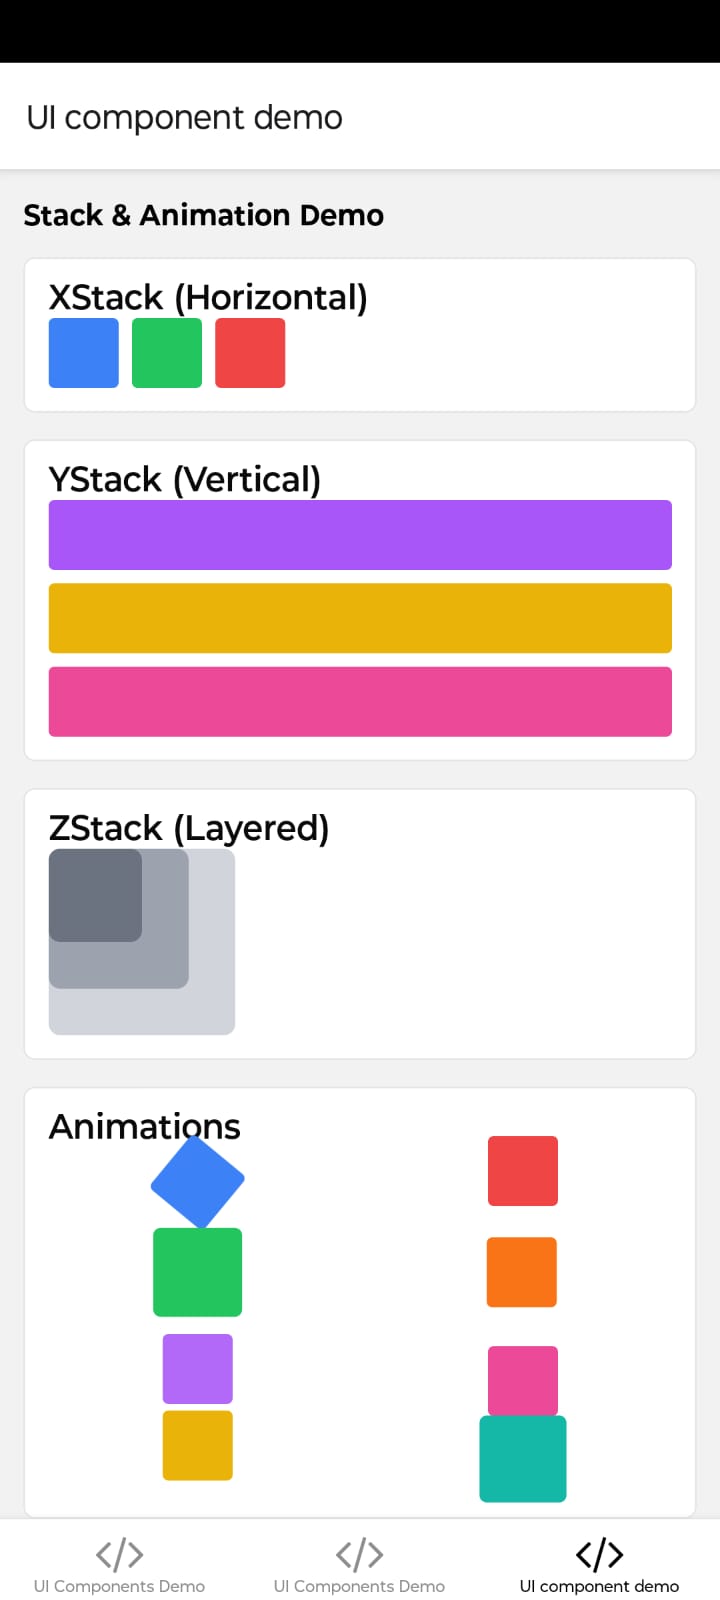 UI component demo
Stack & Animation Demo
XStack (Horizontal)
YStack (Vertical)
ZStack (Layered)
Animations
UI Components Demo
UI Components Demo
UI component demo